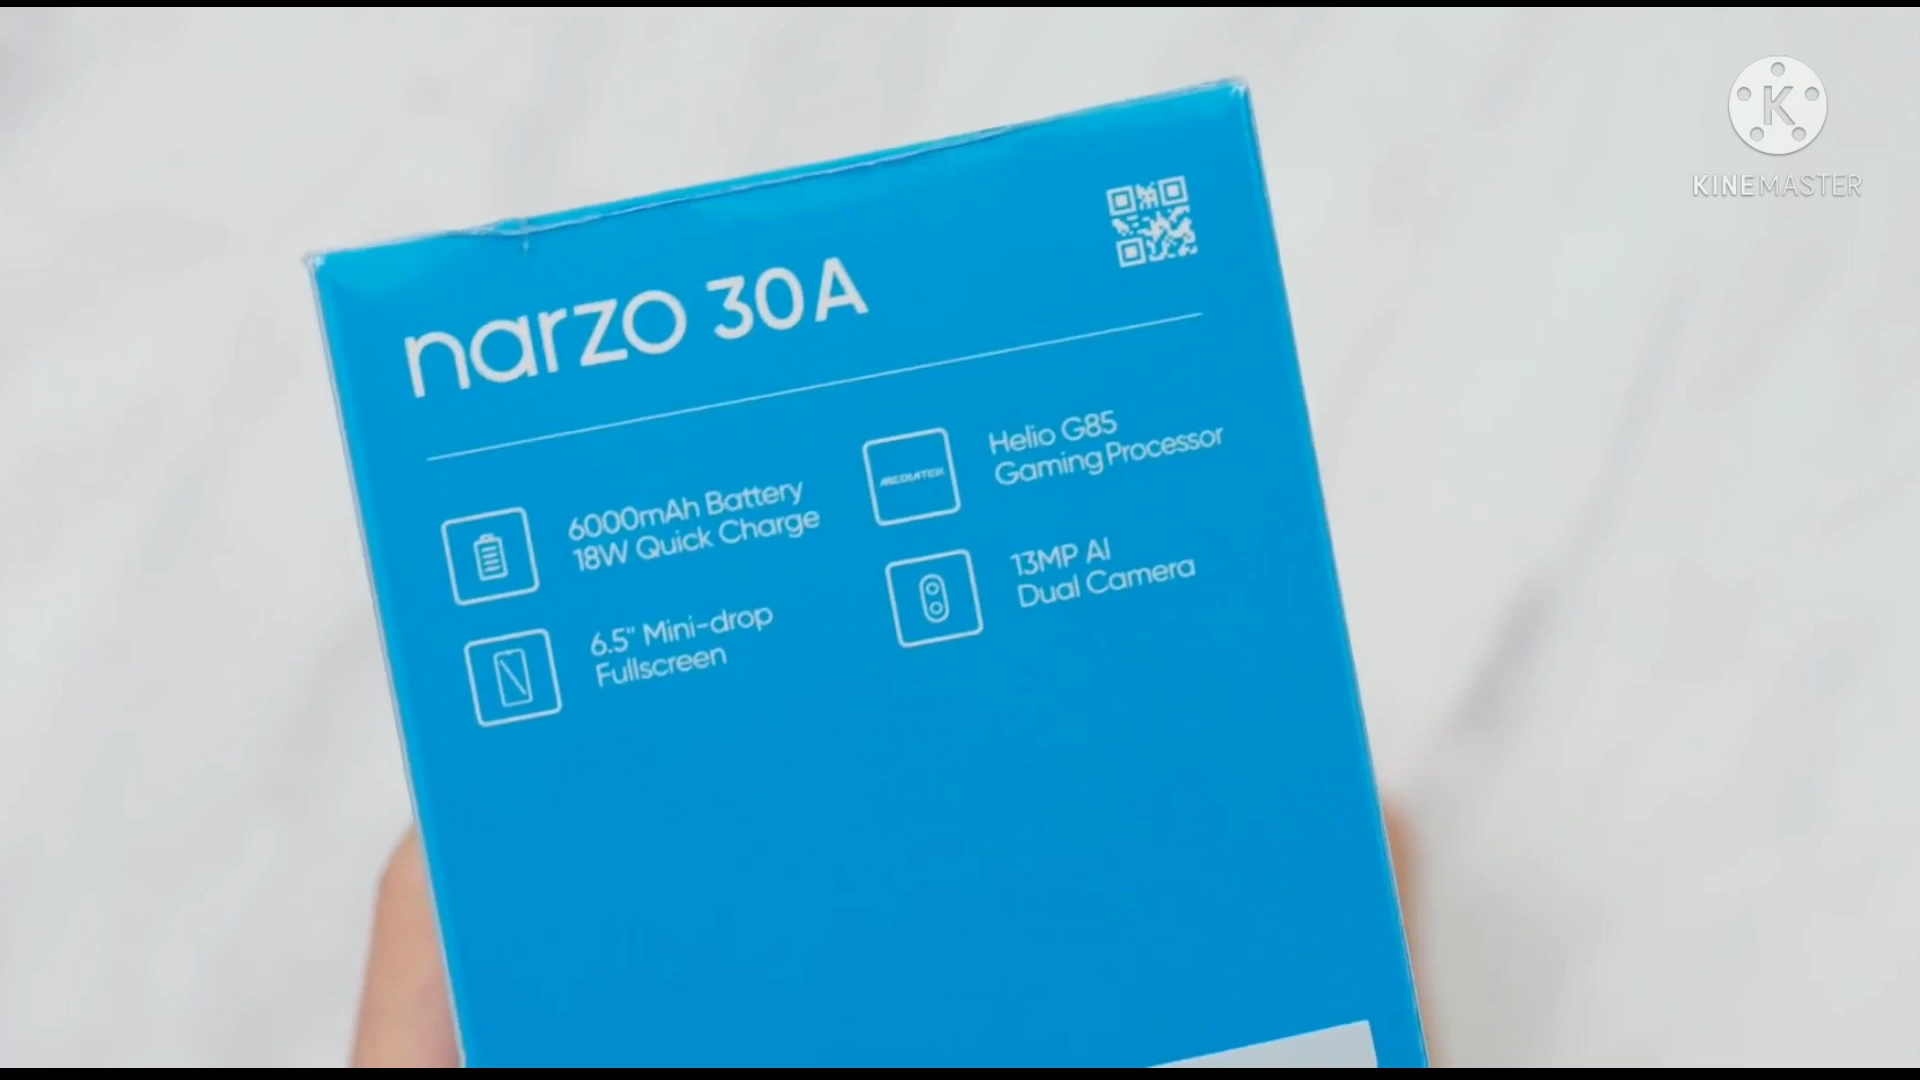 KINEMASTER
narzo 30A
6000mAh Battery
18W Quick Charge
MEDIATEK
Helio G85
Gaming Processor
6.5" Mini-drop
Fullscreen
13MP AI
Dual Camera